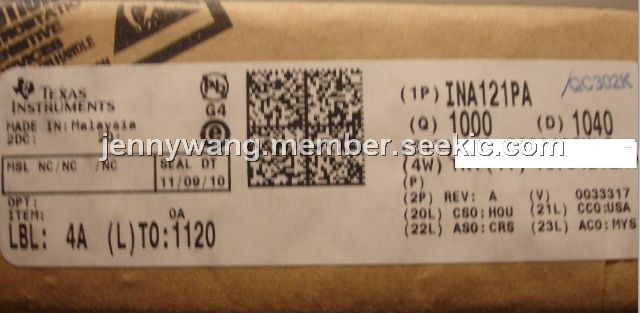 TEXAS
INSTRUMENTS
MADE IN: Malaysia
2DC:
MSL NC/ NC/ /NC
SEAL DT
11/09/10
OPT:
ITEM:
0A
LBL: 4A (L)TO:1120
Pb
G4
e
(1P) INA121PA
QC302K
(Q) 1000 (D) 1040
(4W)
(P)
(2P) REV: A (V) 0033317
(20L) CSO:HOU (21L) CCO:USA
(22L) ASO:CRS (23L) ACO:MYS
jennywang.member.seekic.com